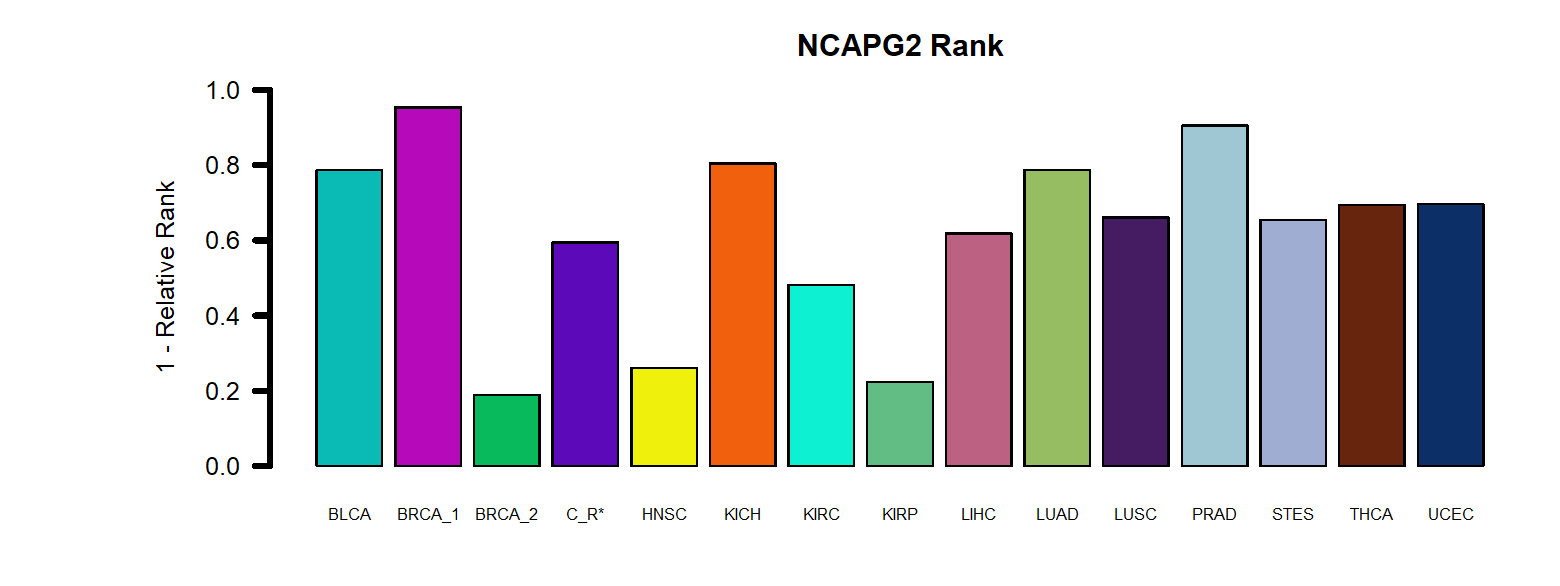 NCAPG2 Rank
1 - Relative Rank
1.0
0.8
0.6
0.4
0.2
0.0
BLCA BRCA_1 BRCA_2 C_R* HNSC KICH KIRC KIRP LIHC LUAD LUSC PRAD STES THCA UCEC